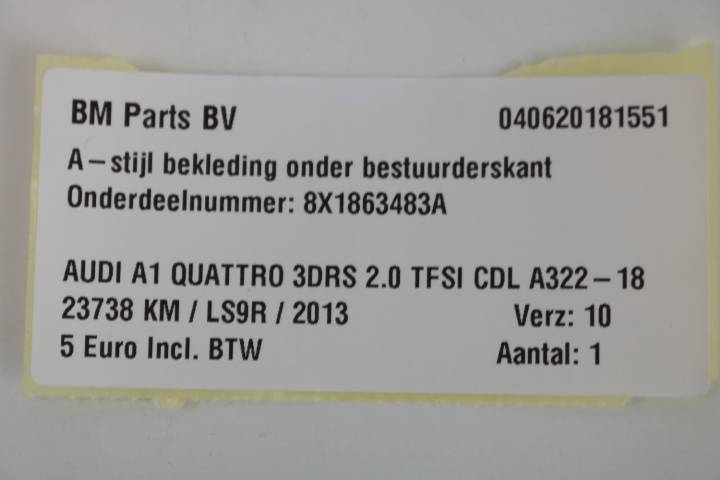 BM Parts BV 040620181551
A-stijl bekleding onder bestuurderskant
Onderdeelnummer: 8X1863483A
AUDI A1 QUATTRO 3DRS 2.0 TFSI CDL A322-18
23738 KM / LS9R / 2013 Verz: 10
5 Euro Incl. BTW Aantal: 1